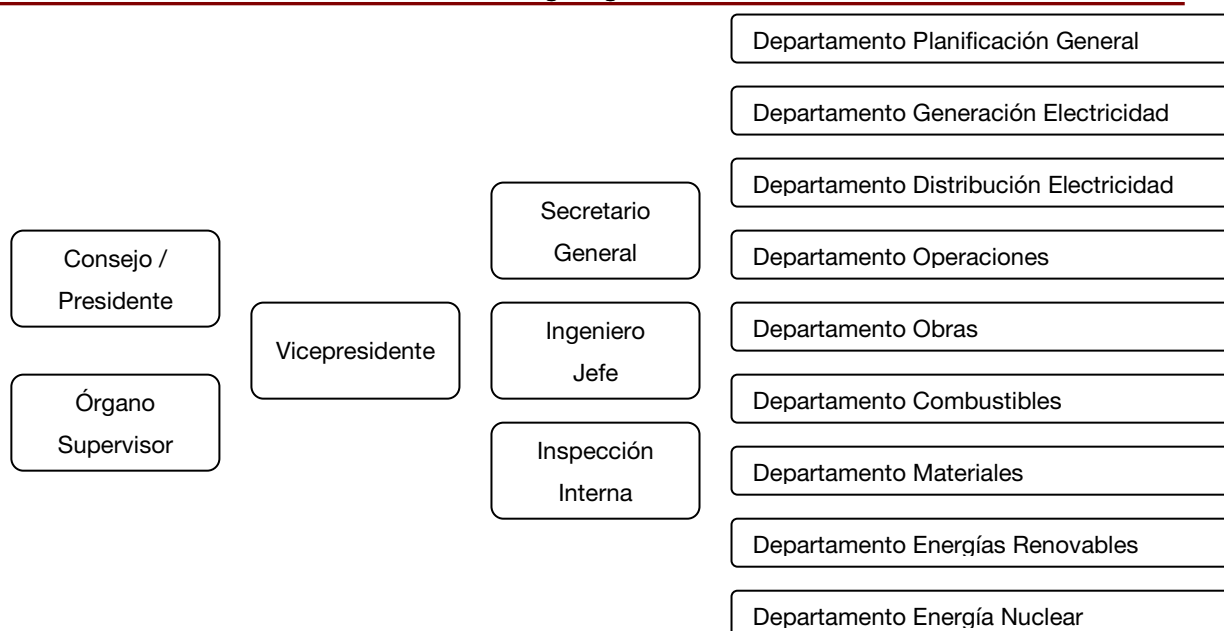 Consejo /
Presidente
Órgano
Supervisor
Vicepresidente
Secretario
General
Ingeniero
Jefe
Inspección
Interna
Departamento Planificación General
Departamento Generación Electricidad
Departamento Distribución Electricidad
Departamento Operaciones
Departamento Obras
Departamento Combustibles
Departamento Materiales
Departamento Energías Renovables
Departamento Energía Nuclear